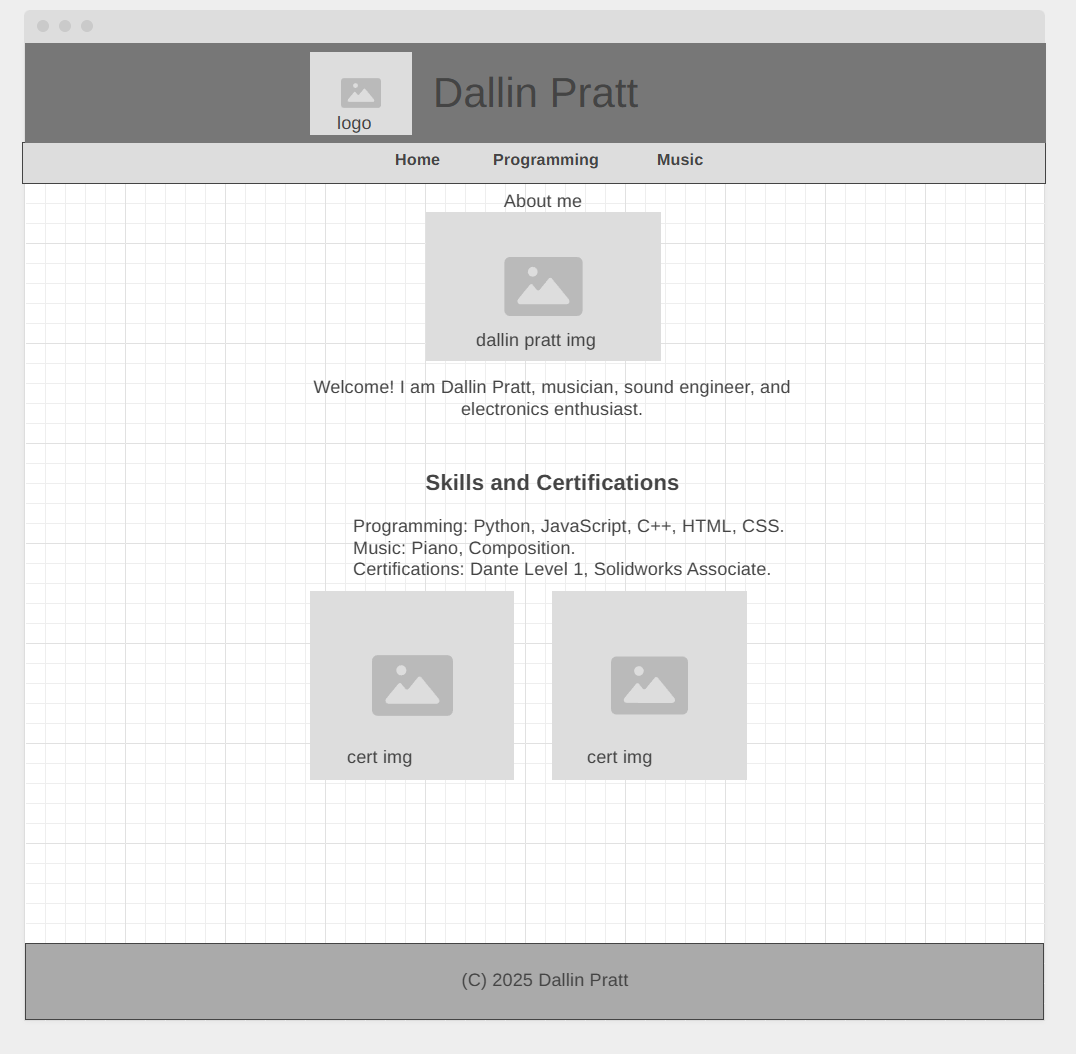 logo
Dallin Pratt
Home Programming Music
About me
dallin pratt img
Welcome! I am Dallin Pratt, musician, sound engineer, and
electronics enthusiast.
Skills and Certifications
Programming: Python, JavaScript, C++, HTML, CSS.
Music: Piano, Composition.
Certifications: Dante Level 1, Solidworks Associate.
cert img
cert img
(C) 2025 Dallin Pratt